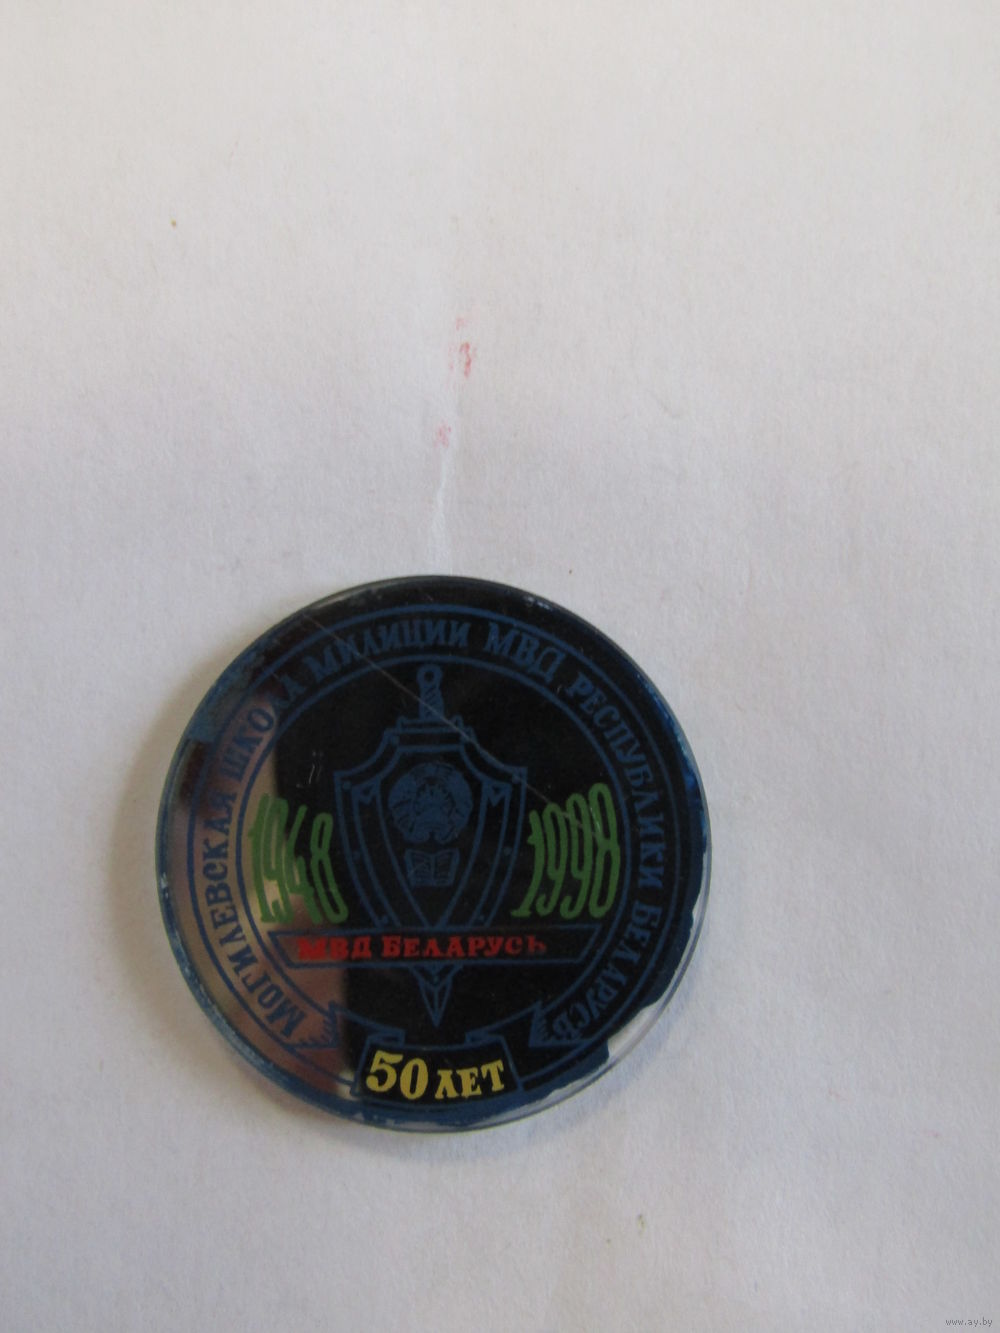 Могилевская школа милиции МВД Республики Беларусь
1948
1998
МВД БЕЛАРУСЬ
50 ЛЕТ
www.ay.by